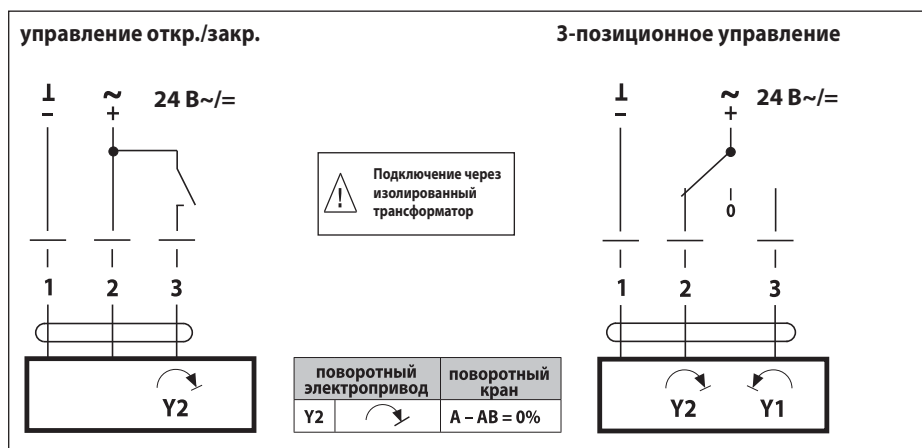 управление откр./закр.
3-позиционное управление
⊥ ~ 24 В~/=
- +
⊥ ~ 24 В~/=
- +
Подключение через
изолированный
трансформатор
!
0
1 2 3
1 2 3
Y2
поворотный
электропривод
поворотный
кран
Y2
A – AB = 0%
Y2 Y1